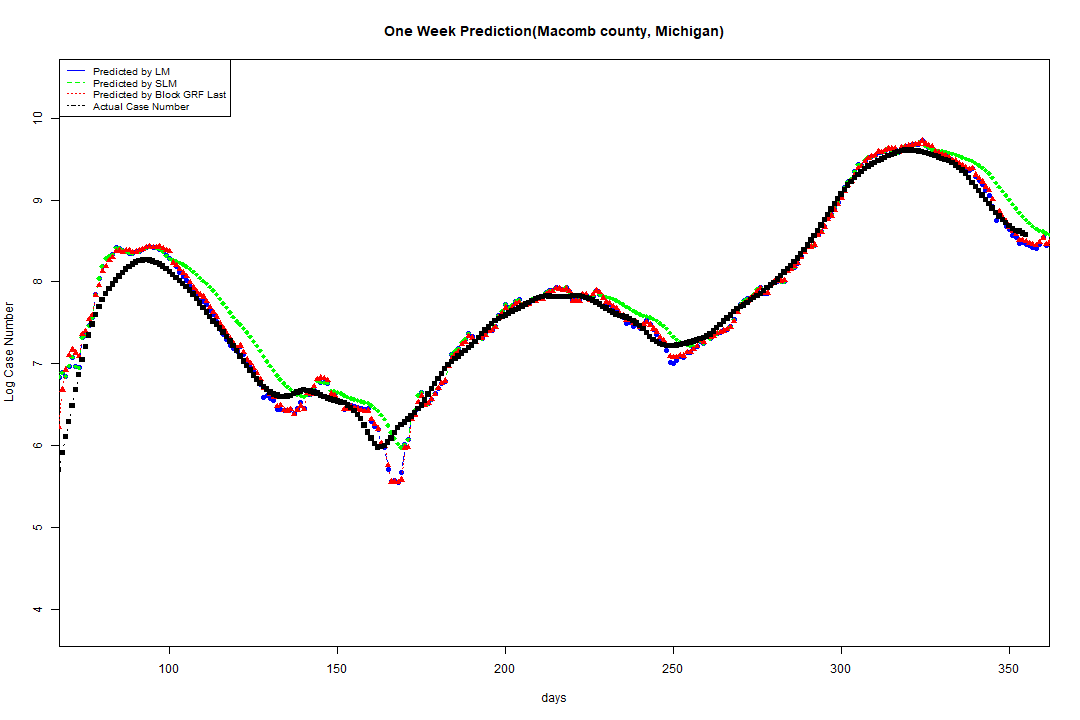 One Week Prediction(Macomb county, Michigan)
Predicted by LM
Predicted by SLM
Predicted by Block GRF Last
Actual Case Number
Log Case Number
10
9
8
7
6
5
4
100 150 200 250 300 350
days